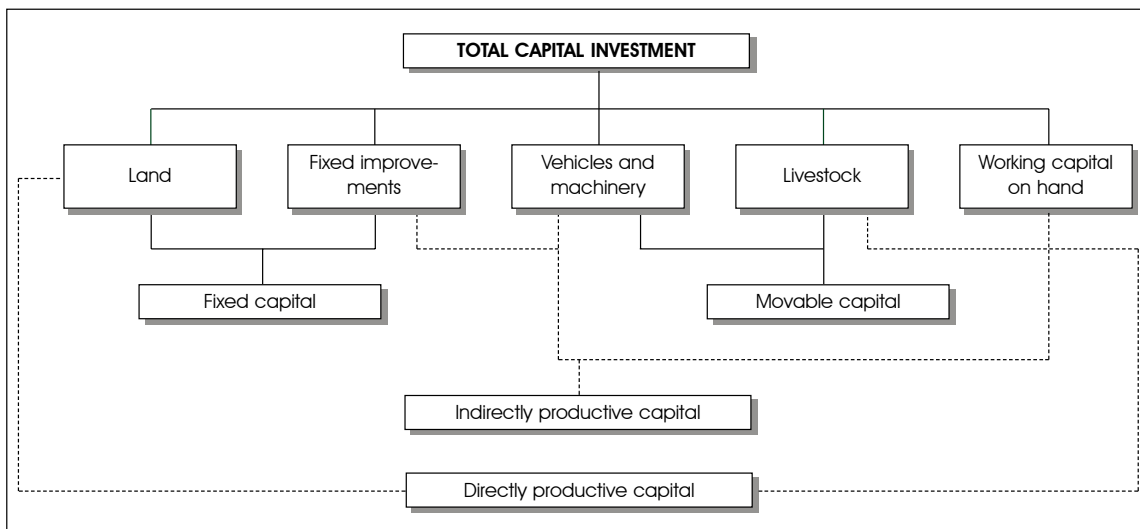 TOTAL CAPITAL INVESTMENT
Land
Fixed improve-
ments
Vehicles and
machinery
Livestock
Working capital
on hand
Fixed capital
Movable capital
Indirectly productive capital
Directly productive capital